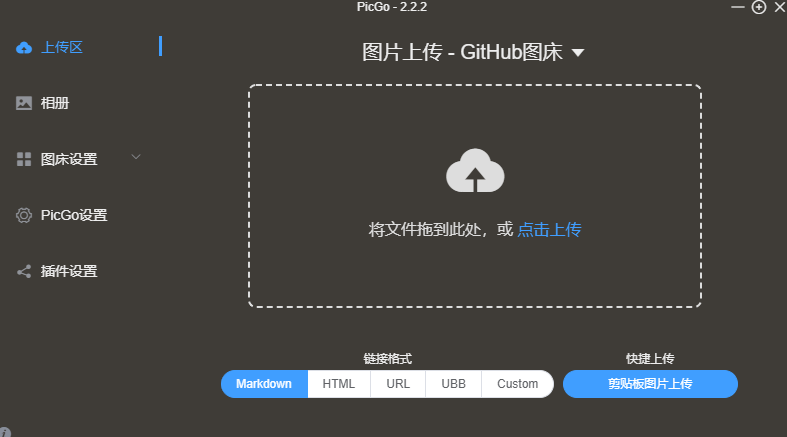 PicGo - 2.2.2
上传区
相册
图床设置
PicGo设置
插件设置
图片上传 - GitHub图床
将文件拖到此处，或 点击上传
链接格式
Markdown HTML URL UBB Custom
快捷上传
剪贴板图片上传